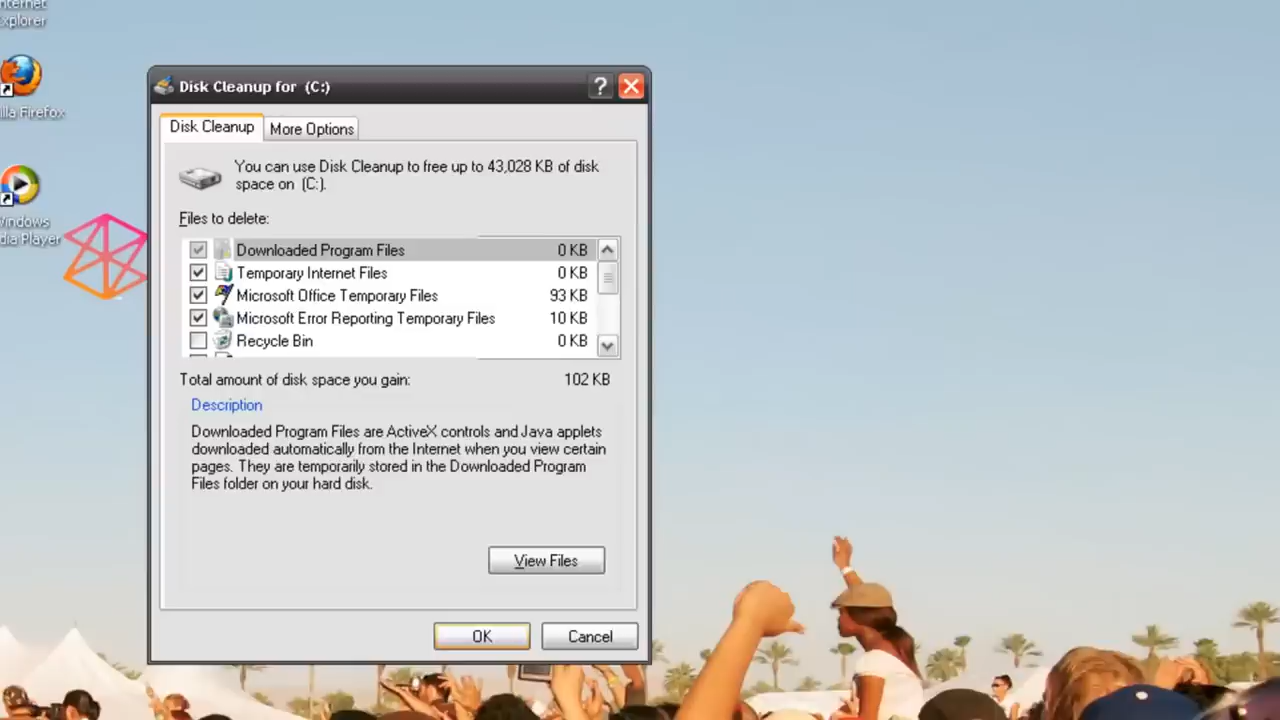 nternet
xplorer
lla Firefox
Windows
dia Player
Disk Cleanup for (C:)
?
Disk Cleanup
More Options
You can use Disk Cleanup to free up to 43,028 KB of disk
space on (C:).
Files to delete:
Downloaded Program Files 0 KB
Temporary Internet Files 0 KB
Microsoft Office Temporary Files 93 KB
Microsoft Error Reporting Temporary Files 10 KB
Recycle Bin 0 KB
Total amount of disk space you gain: 102 KB
Description
Downloaded Program Files are ActiveX controls and Java applets
downloaded automatically from the Internet when you view certain
pages. They are temporarily stored in the Downloaded Program
Files folder on your hard disk.
View Files
OK
Cancel